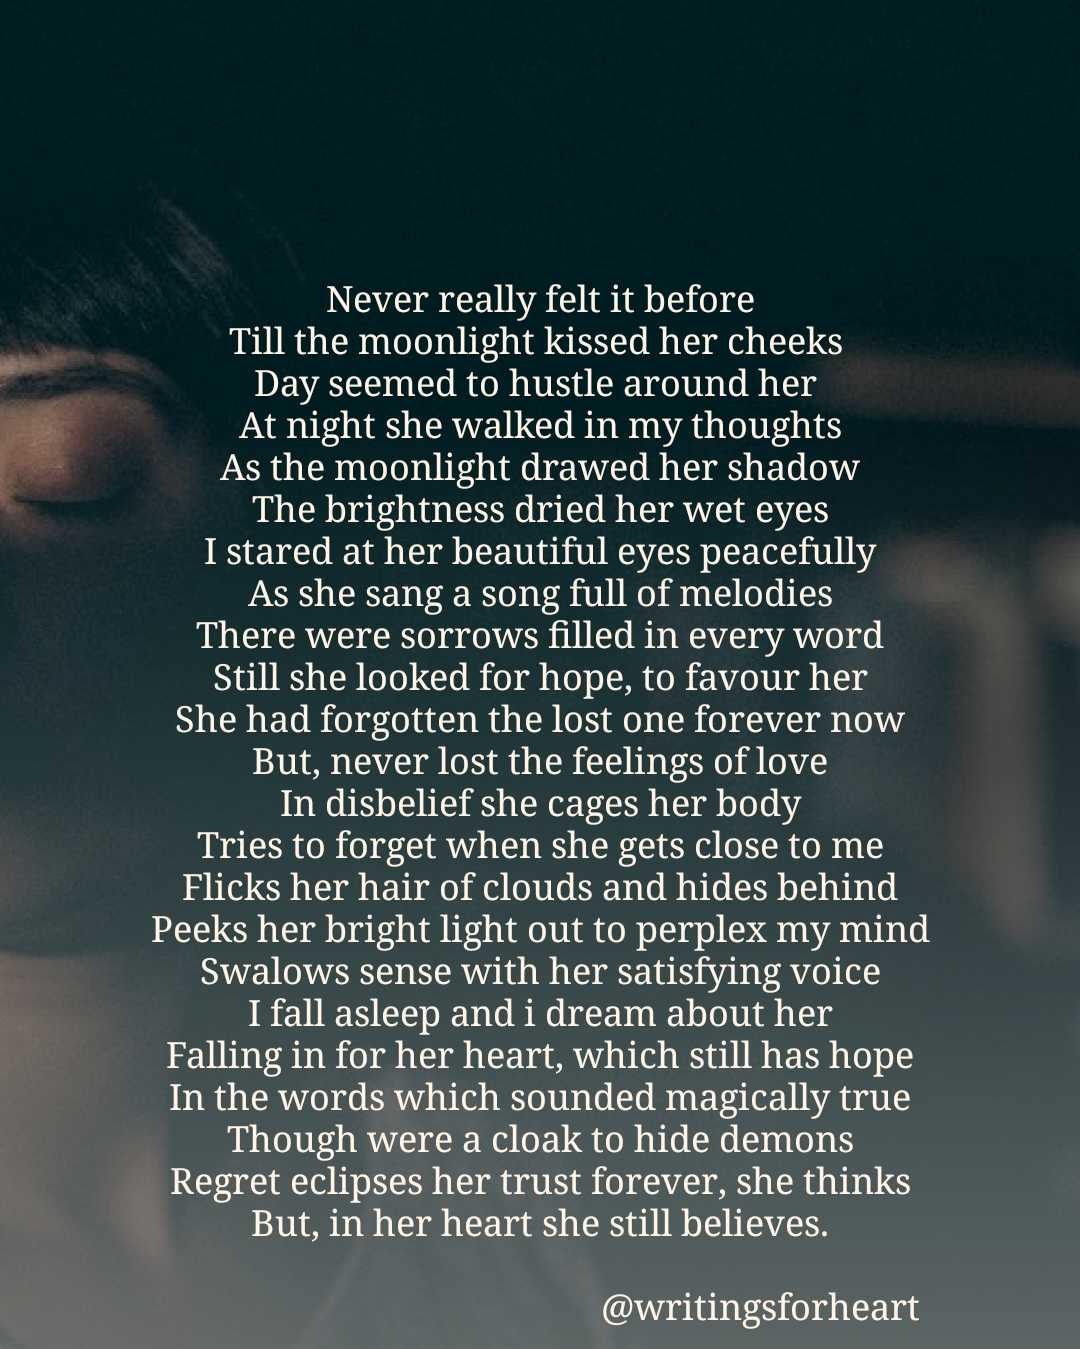 Never really felt it before
Till the moonlight kissed her cheeks
Day seemed to hustle around her
At night she walked in my thoughts
As the moonlight drawed her shadow
The brightness dried her wet eyes
I stared at her beautiful eyes peacefully
As she sang a song full of melodies
There were sorrows filled in every word
Still she looked for hope, to favour her
She had forgotten the lost one forever now
But, never lost the feelings of love
In disbelief she cages her body
Tries to forget when she gets close to me
Flicks her hair of clouds and hides behind
Peeks her bright light out to perplex my mind
Swalows sense with her satisfying voice
I fall asleep and i dream about her
Falling in for her heart, which still has hope
In the words which sounded magically true
Though were a cloak to hide demons
Regret eclipses her trust forever, she thinks
But, in her heart she still believes.
@writingsforheart